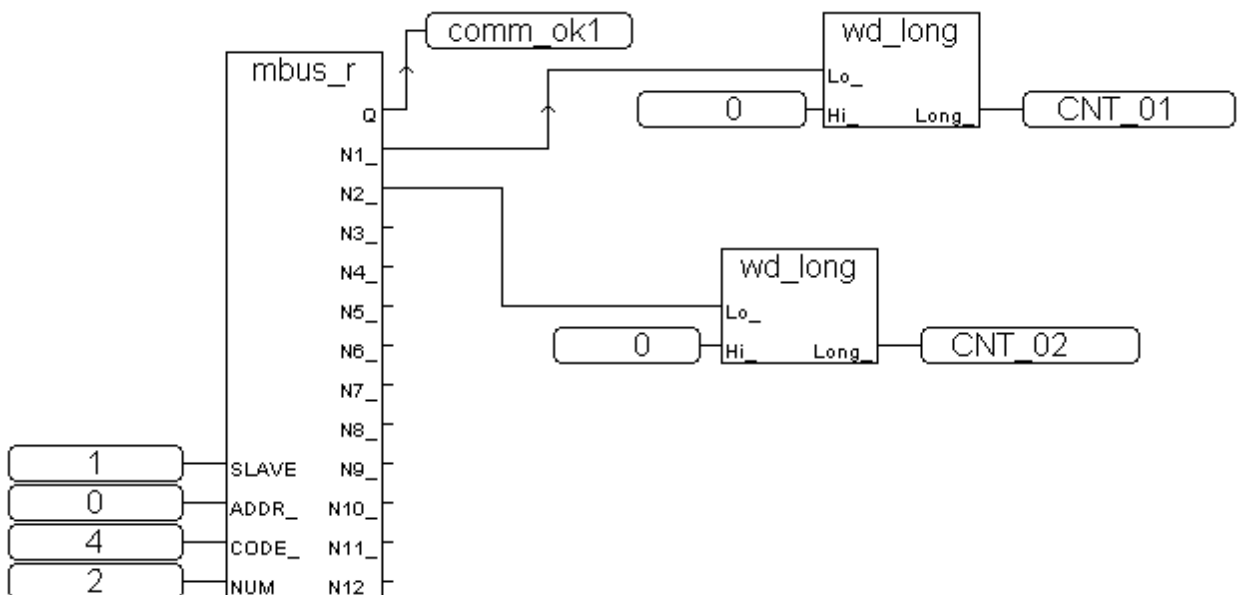 comm_ok1
wd_long
mbus_r
Lo_
0
Hi_
Long_
CNT_01
Q
N1_
N2_
N3_
N4_
wd_long
N5_
Lo_
N6_
0
Hi_
Long_
CNT_02
N7_
N8_
1
SLAVE
N9_
0
ADDR_
N10_
4
CODE_
N11_
2
NUM
N12